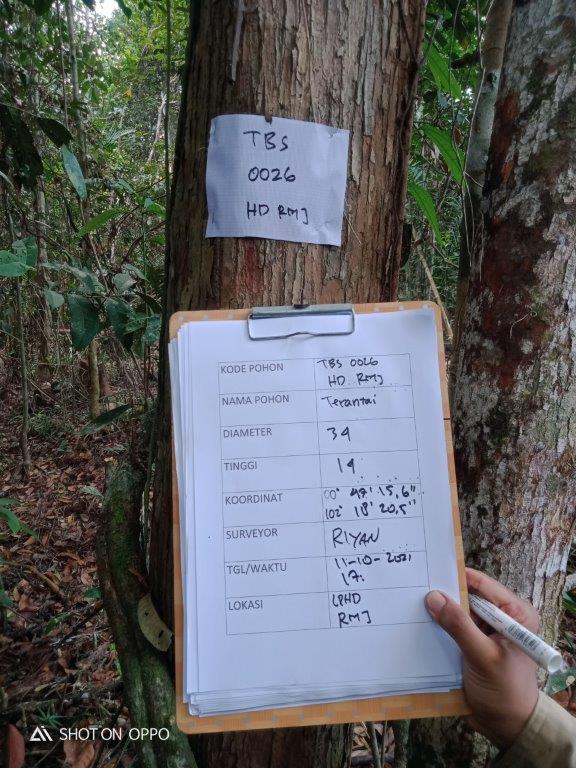 TBS
0026
HD RMJ
KODE POHON TBS 0026
HD RMJ
NAMA POHON Terantai
DIAMETER 34
TINGGI 14
KOORDINAT 00° 47' 15,6"
102° 18' 20,5"
SURVEYOR RIYAN
TGL/WAKTU 11-10-2021
17.
LOKASI LPHD
RMJ
SHOT ON OPPO